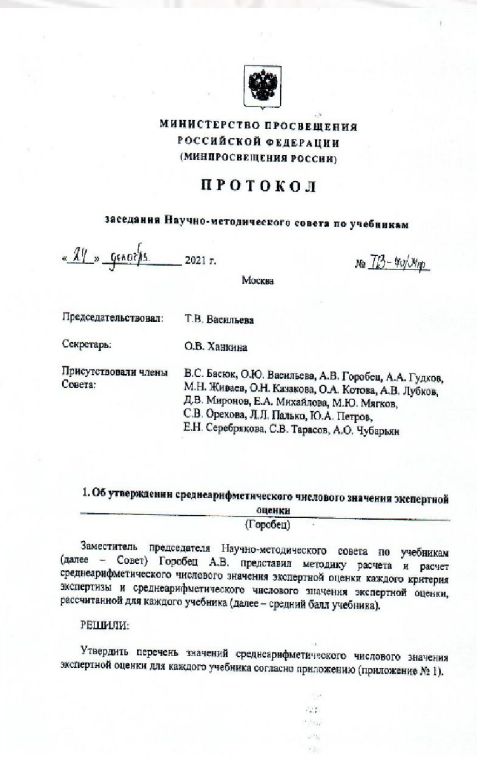 МИНИСТЕРСТВО ПРОСВЕЩЕНИЯ
РОССИЙСКОЙ ФЕДЕРАЦИИ
(МИНПРОСВЕЩЕНИЯ РОССИИ)
ПРОТОКОЛ
заседания Научно-методического совета по учебникам
« 24 » декабря 2021 г. №
Москва
Председательствовал: Т.В. Васильева
Секретарь: О.В. Ханкина
Присутствовали члены Совета: В.С. Басюк, О.Ю. Васильева, А.В. Горобец, А.А. Гудков,
М.Н. Живаев, О.Н. Казакова, О.А. Котова, А.В. Лубков,
Д.В. Миронов, Е.А. Михайлова, М.Ю. Мягков,
С.В. Орехова, Л.Л. Палько, Ю.А. Петров,
Е.Н. Серебрякова, С.В. Тарасов, А.О. Чубарьян
1. Об утверждении среднеарифметического числового значения экспертной
оценки
(Горобец)
Заместитель председателя Научно-методического совета по учебникам
(далее – Совет) Горобец А.В. представил методику расчета и расчет
среднеарифметического числового значения экспертной оценки каждого критерия
экспертизы и среднеарифметического числового значения экспертной оценки,
рассчитанной для каждого учебника (далее – средний балл учебника).
РЕШИЛИ:
Утвердить перечень значений среднеарифметического числового значения
экспертной оценки для каждого учебника согласно приложению (приложение № 1).